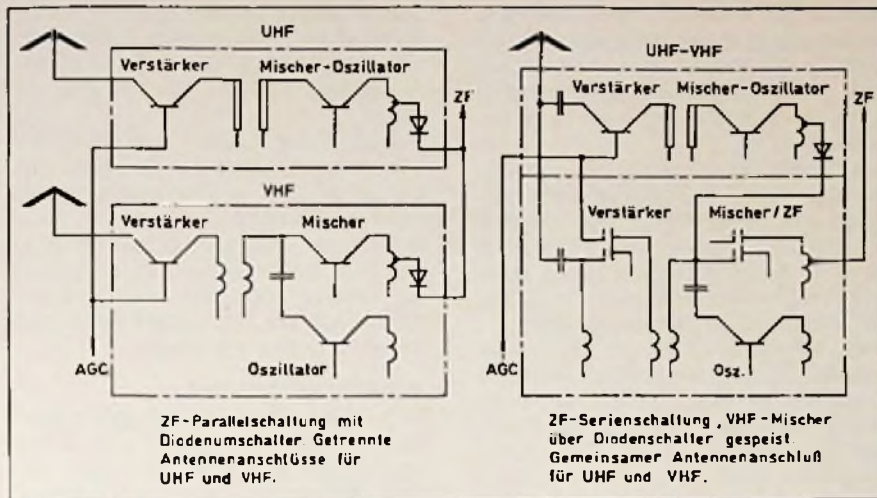 UHF
Verstärker
Mischer-Oszillator
ZF
VHF
Verstärker
Mischer
AGC
Oszillator
ZF-Parallelschaltung mit
Diodenumschalter. Getrennte
Antennenanschlüsse für
UHF und VHF.
UHF-VHF
Verstärker
Mischer-Oszillator
ZF
Verstärker
Mischer/ZF
AGC
Osz.
ZF-Serienschaltung, VHF-Mischer
über Diodenschalter gespeist.
Gemeinsamer Antennenanschluß
für UHF und VHF.